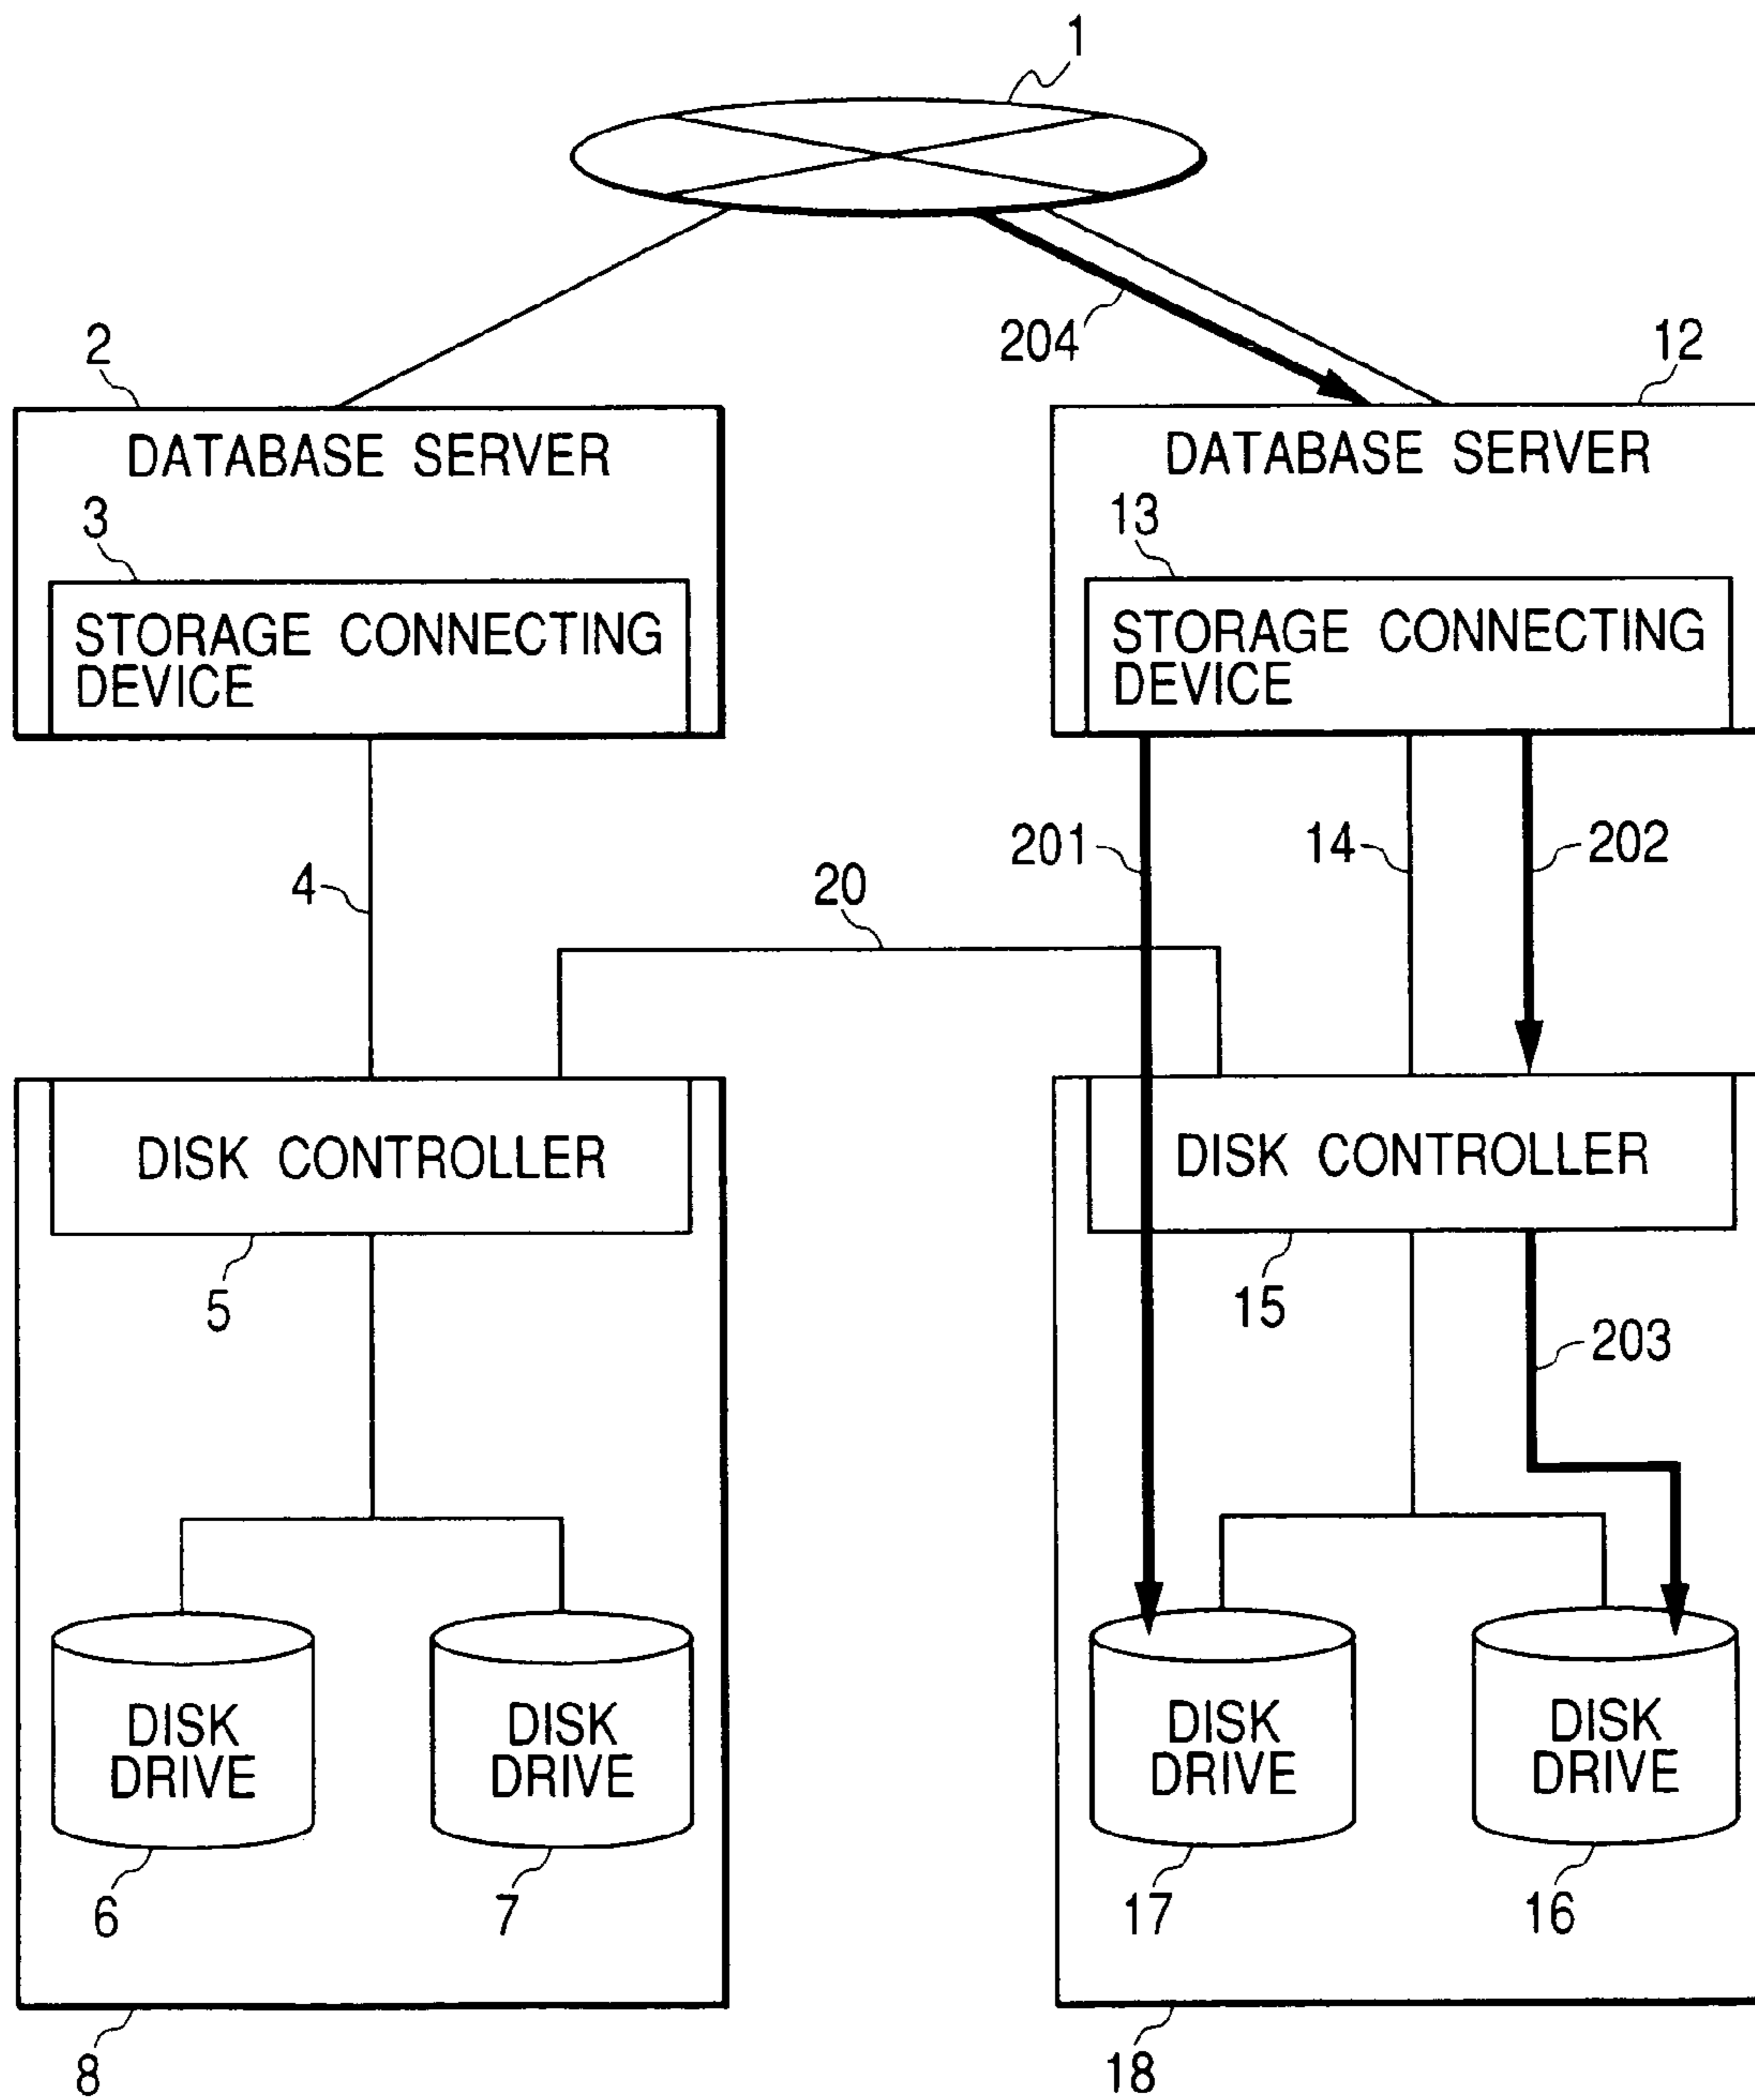 1
204
2
12
DATABASE SERVER
DATABASE SERVER
3
13
STORAGE CONNECTING
DEVICE
STORAGE CONNECTING
DEVICE
201
14
202
4
20
DISK CONTROLLER
DISK CONTROLLER
5
15
203
DISK
DRIVE
DISK
DRIVE
DISK
DRIVE
DISK
DRIVE
6
7
17
16
8
18